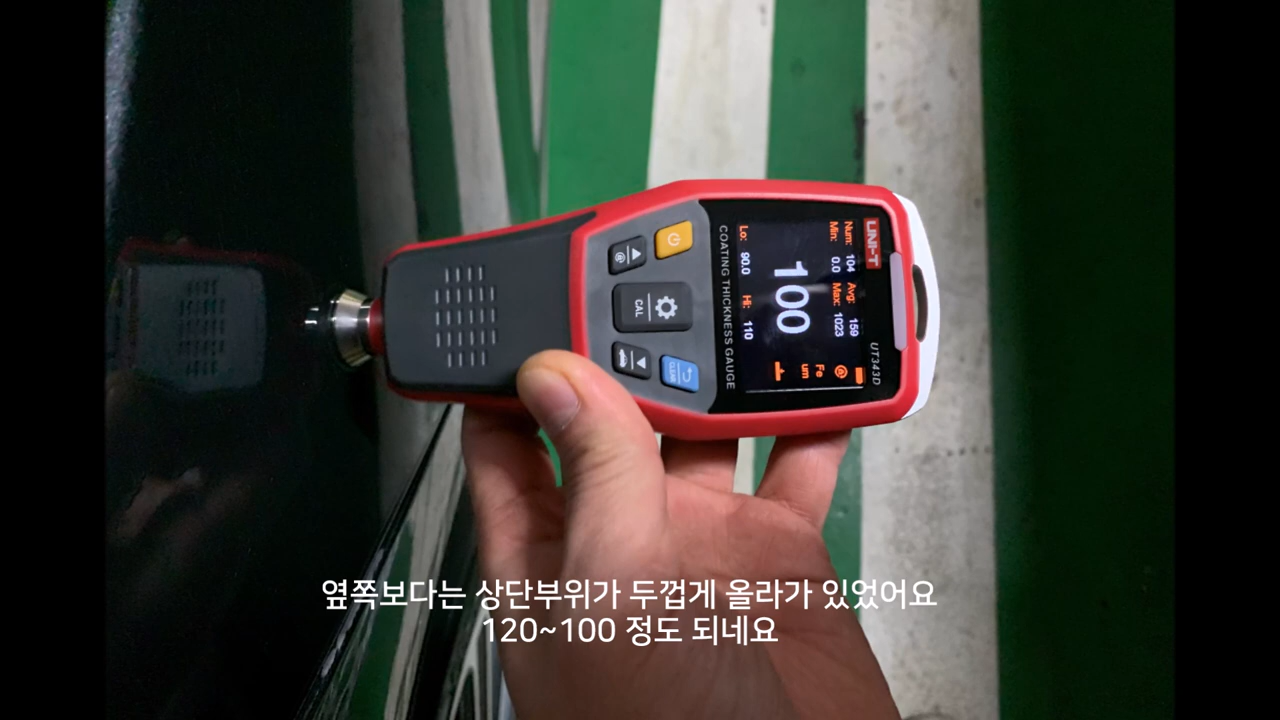 UNI-T
UT343D
Num: 104 Avg: 159
Min: 0.0 Max: 1023
Fe
um
100
Lo: 90.0 Hi: 110
COATING THICKNESS GAUGE
CAL
CLEAR
옆쪽보다는 상단부위가 두껍게 올라가 있었어요
120~100 정도 되네요